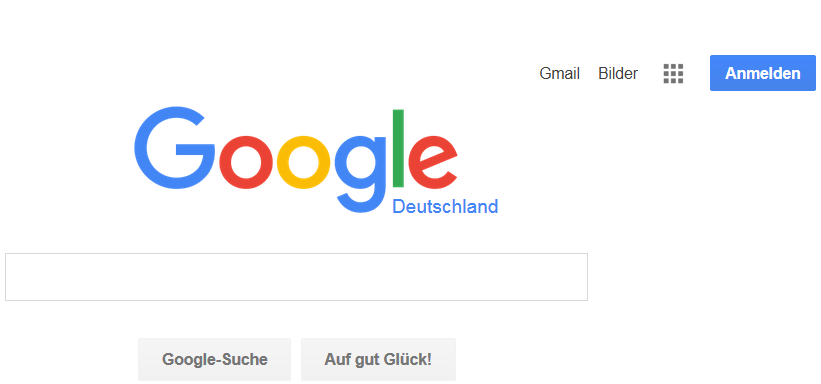 Gmail Bilder Anmelden
Google
Deutschland
Google-Suche Auf gut Glück!